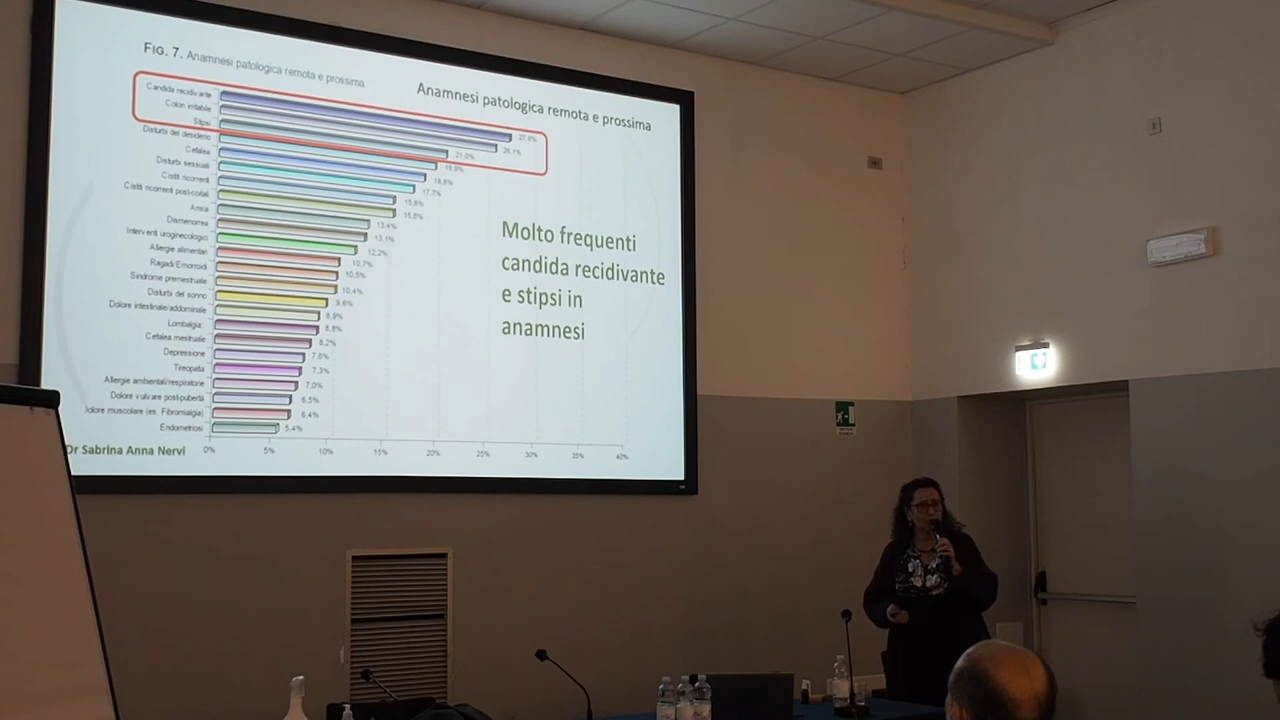 FIG. 7. Anamnesi patologica remota e prossima
Anamnesi patologica remota e prossima
Candida recidivante
Colon irritabile
Stipsi
Disturbi del desiderio
Cefalea
Disturbi sessuali
Cistiti ricorrenti
Cistiti ricorrenti post-coitali
Ansia
Dismenorrea
Interventi uroginecologici
Allergie alimentari
Ragadi/Emorroidi
Sindrome premestruale
Disturbi del sonno
Dolore intestinale/addominale
Lombalgia
Cefalea mestruale
Depressione
Tireopatia
Allergie ambientali/respiratorie
Dolore vulvare post-pubertà
Dolore muscolare (es. Fibromialgia)
Endometriosi
27,8%
26,1%
21,0%
19,9%
18,8%
17,7%
15,8%
15,8%
13,4%
13,1%
12,2%
10,7%
10,5%
10,4%
9,6%
8,9%
8,8%
8,2%
7,6%
7,3%
7,0%
6,5%
6,4%
5,4%
0% 5% 10% 15% 20% 25% 30% 35% 40%
Molto frequenti
candida recidivante
e stipsi in
anamnesi
Dr Sabrina Anna Nervi